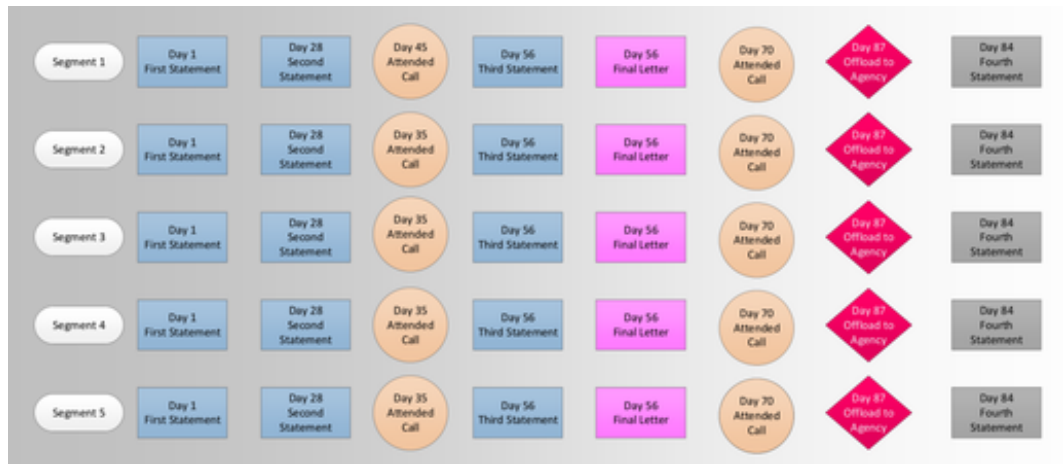 Segment 1
Day 1
First Statement
Day 28
Second
Statement
Day 45
Attended
Call
Day 56
Third Statement
Day 56
Final Letter
Day 70
Attended
Call
Day 87
Offload to
Agency
Day 84
Fourth
Statement
Segment 2
Day 1
First Statement
Day 28
Second
Statement
Day 35
Attended
Call
Day 56
Third Statement
Day 56
Final Letter
Day 70
Attended
Call
Day 87
Offload to
Agency
Day 84
Fourth
Statement
Segment 3
Day 1
First Statement
Day 28
Second
Statement
Day 35
Attended
Call
Day 56
Third Statement
Day 56
Final Letter
Day 70
Attended
Call
Day 87
Offload to
Agency
Day 84
Fourth
Statement
Segment 4
Day 1
First Statement
Day 28
Second
Statement
Day 35
Attended
Call
Day 56
Third Statement
Day 56
Final Letter
Day 70
Attended
Call
Day 87
Offload to
Agency
Day 84
Fourth
Statement
Segment 5
Day 1
First Statement
Day 28
Second
Statement
Day 35
Attended
Call
Day 56
Third Statement
Day 56
Final Letter
Day 70
Attended
Call
Day 87
Offload to
Agency
Day 84
Fourth
Statement